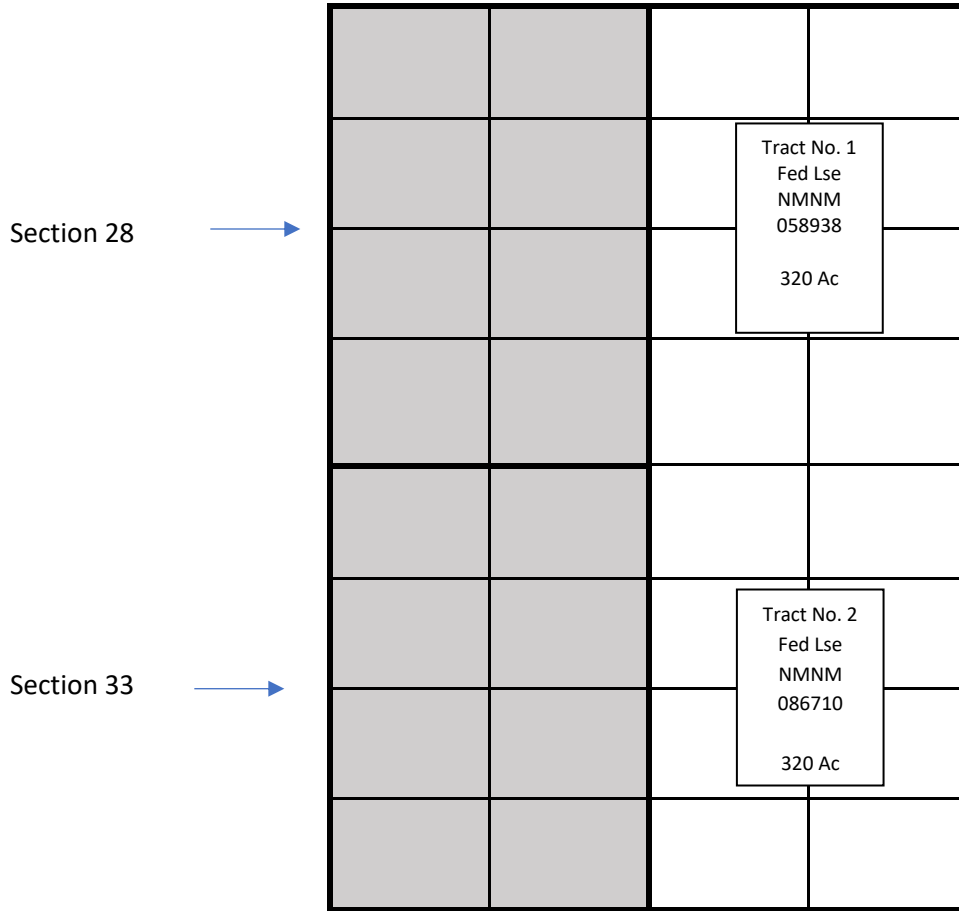 Tract No. 1
Fed Lse
NMNM
058938
320 Ac
Section 28
Tract No. 2
Fed Lse
NMNM
086710
320 Ac
Section 33